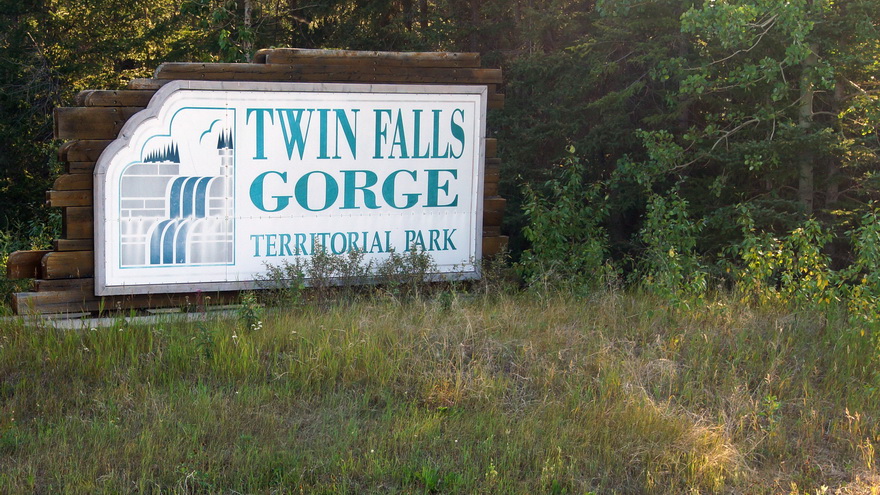 TWIN FALLS
GORGE
TERRITORIAL PARK